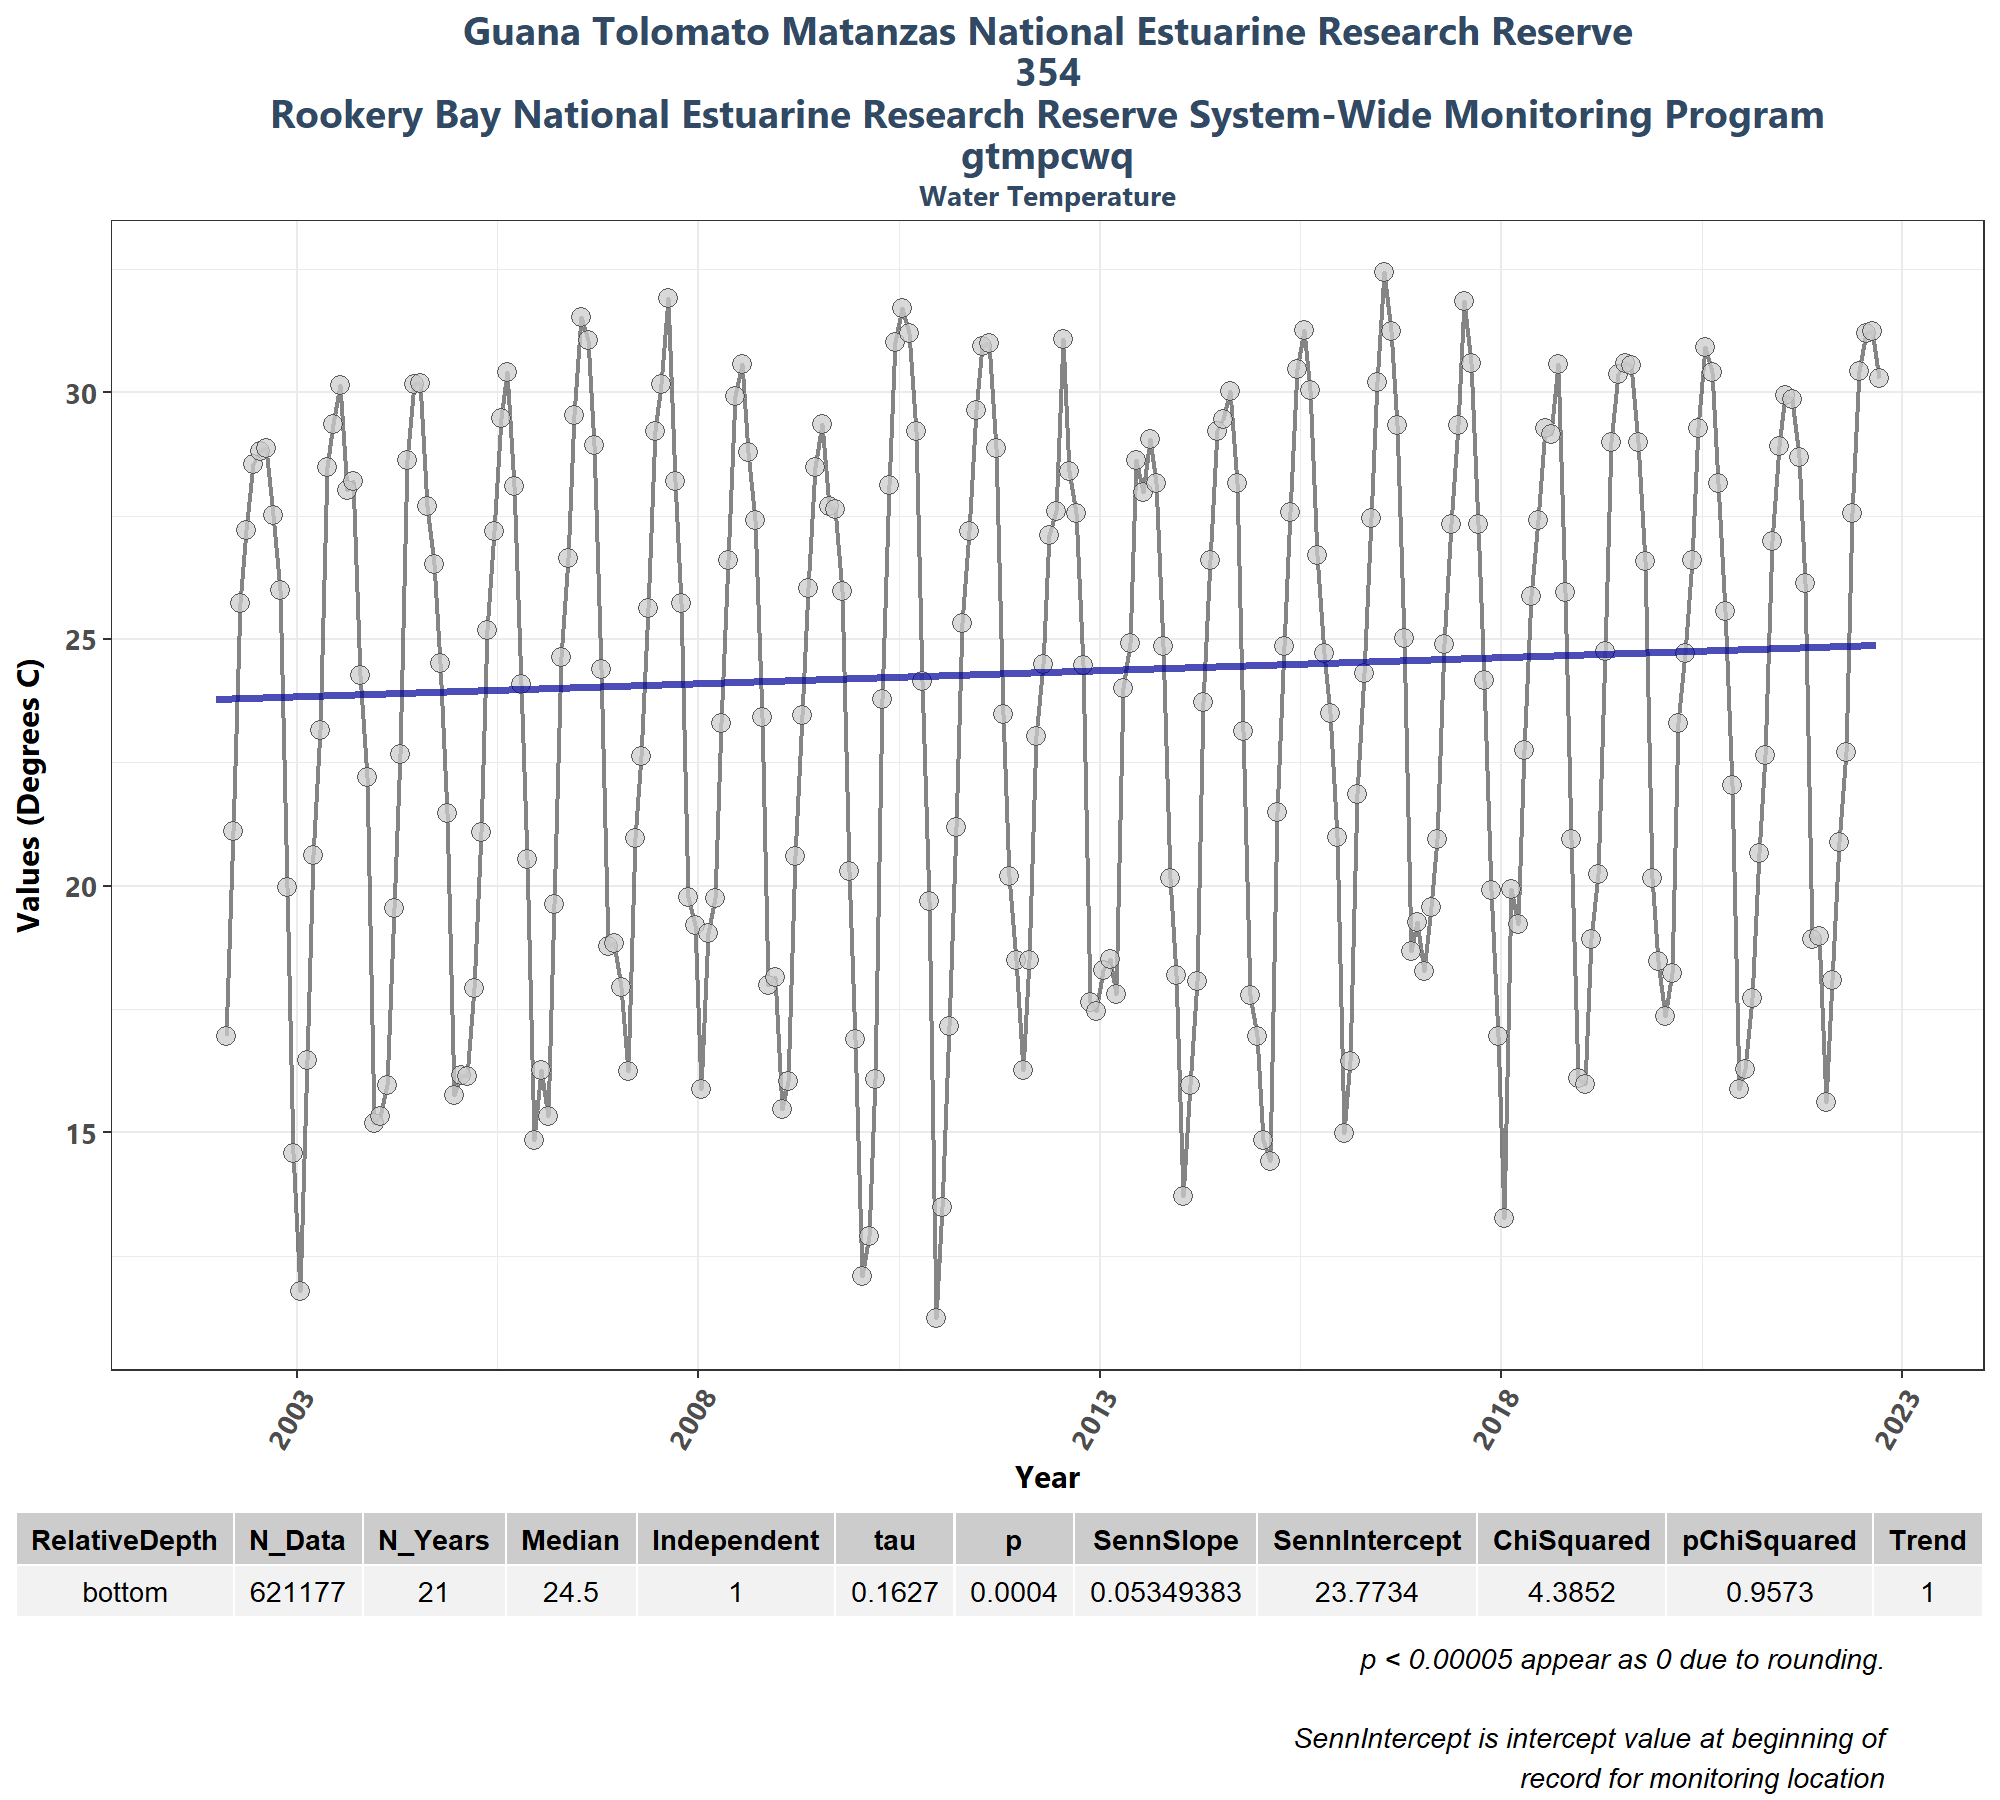 Guana Tolomato Matanzas National Estuarine Research Reserve
354
Rookery Bay National Estuarine Research Reserve System-Wide Monitoring Program
gtmpcwq
Water Temperature
Values (Degrees C)
30
25
20
15
2003 2008 2013 2018 2023
Year
RelativeDepth N_Data N_Years Median Independent tau p SennSlope SennIntercept ChiSquared pChiSquared Trend
bottom 621177 21 24.5 1 0.1627 0.0004 0.05349383 23.7734 4.3852 0.9573 1
p < 0.00005 appear as 0 due to rounding.
SennIntercept is intercept value at beginning of
record for monitoring location